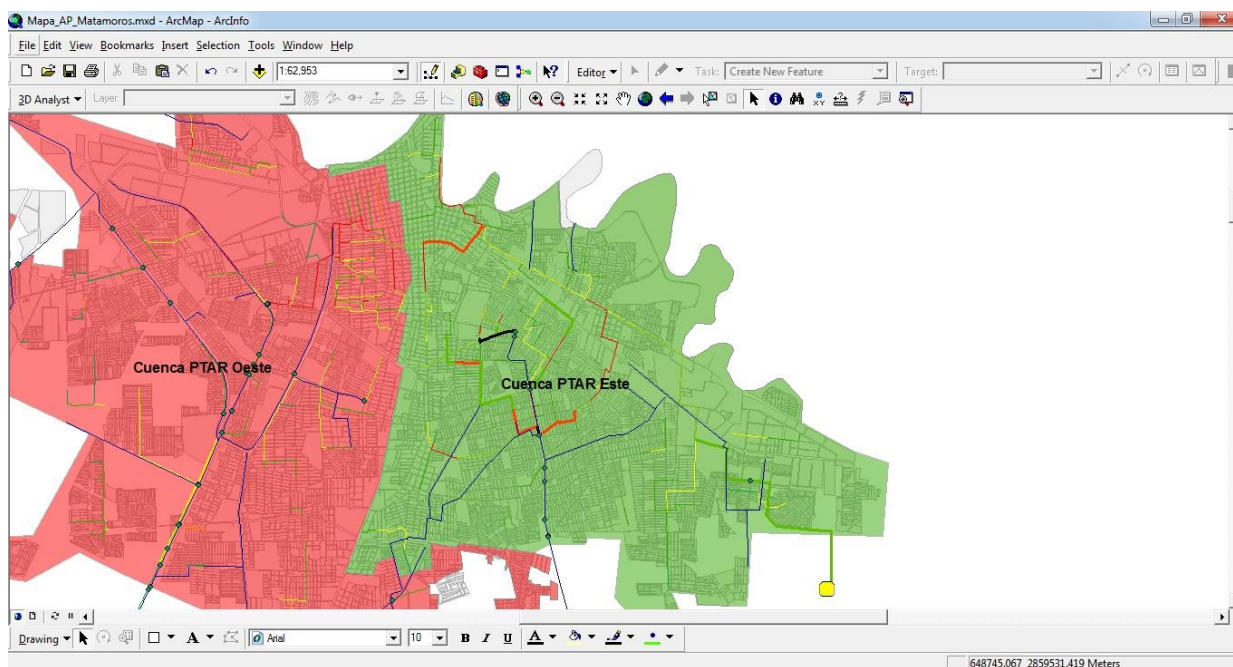 Mapa_AP_Matamoros.mxd - ArcMap - ArcInfo
File Edit View Bookmarks Insert Selection Tools Window Help
1:62,953 Editor Task: Create New Feature Target:
3D Analyst Layer
Cuenca PTAR Oeste
Cuenca PTAR Este
Drawing A Arial 10 B I U A
648745.067 2859531.419 Meters